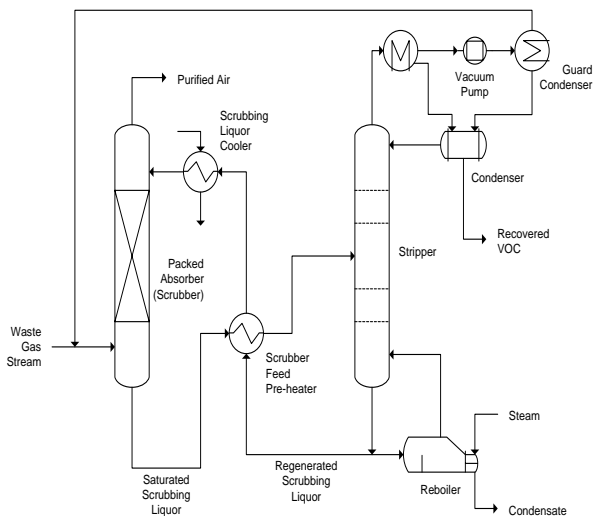 Purified Air
Scrubbing
Liquor
Cooler
Vacuum
Pump
Guard
Condenser
Condenser
Recovered
VOC
Stripper
Packed
Absorber
(Scrubber)
Waste
Gas
Stream
Scrubber
Feed
Pre-heater
Steam
Saturated
Scrubbing
Liquor
Regenerated
Scrubbing
Liquor
Reboiler
Condensate